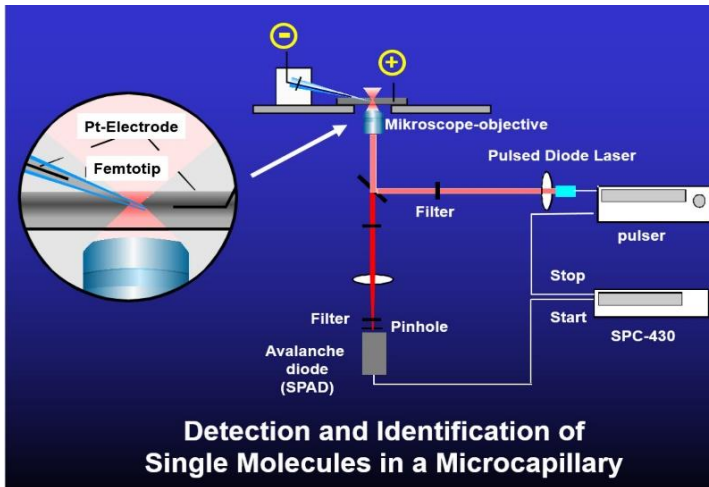 −
+
Pt-Electrode
Femtotip
Mikroscope-objective
Pulsed Diode Laser
Filter
pulser
Stop
Start
SPC-430
Filter
Pinhole
Avalanche
diode
(SPAD)
Detection and Identification of
Single Molecules in a Microcapillary